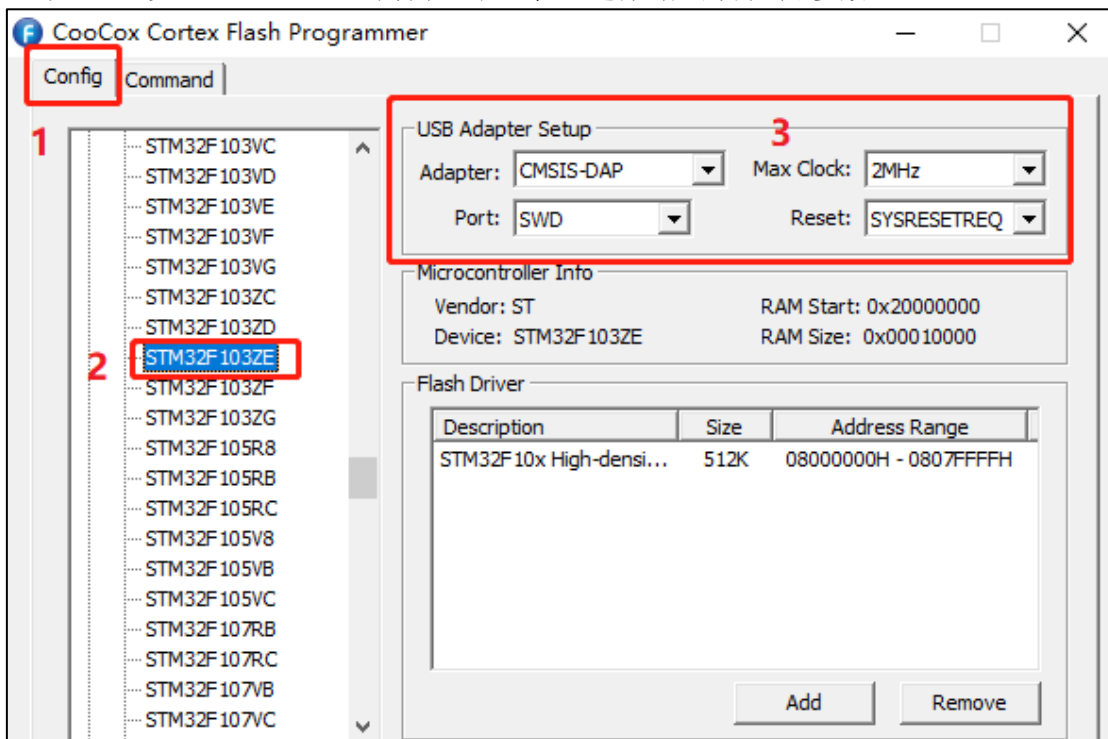 CooCox Cortex Flash Programmer
Config Command
1
STM32F103VC
STM32F103VD
STM32F103VE
STM32F103VF
STM32F103VG
STM32F103ZC
STM32F103ZD
2 STM32F103ZE
STM32F103ZF
STM32F103ZG
STM32F105R8
STM32F105RB
STM32F105RC
STM32F105V8
STM32F105VB
STM32F105VC
STM32F107RB
STM32F107RC
STM32F107VB
STM32F107VC
USB Adapter Setup 3
Adapter: CMSIS-DAP Max Clock: 2MHz
Port: SWD Reset: SYSRESETREQ
Microcontroller Info
Vendor: ST RAM Start: 0x20000000
Device: STM32F103ZE RAM Size: 0x00010000
Flash Driver
Description Size Address Range
STM32F10x High-densi... 512K 08000000H - 0807FFFFH
Add Remove